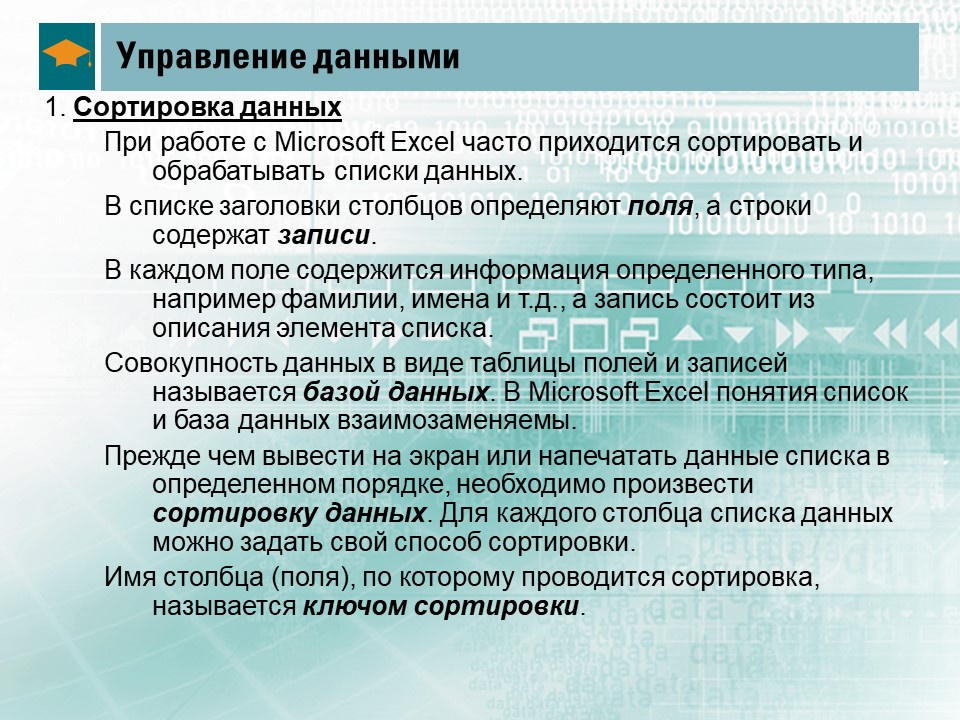 Управление данными
1. Сортировка данных
При работе с Microsoft Excel часто приходится сортировать и
обрабатывать списки данных.
В списке заголовки столбцов определяют поля, а строки
содержат записи.
В каждом поле содержится информация определенного типа,
например фамилии, имена и т.д., а запись состоит из
описания элемента списка.
Совокупность данных в виде таблицы полей и записей
называется базой данных. В Microsoft Excel понятия список
и база данных взаимозаменяемы.
Прежде чем вывести на экран или напечатать данные списка в
определенном порядке, необходимо произвести
сортировку данных. Для каждого столбца списка данных
можно задать свой способ сортировки.
Имя столбца (поля), по которому проводится сортировка,
называется ключом сортировки.